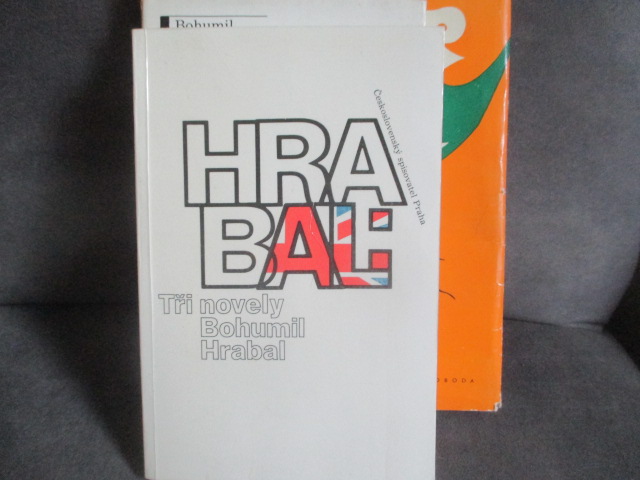 Bohumil
HRA
BAL:
Československý spisovatel Praha
Tři novely
Bohumil
Hrabal